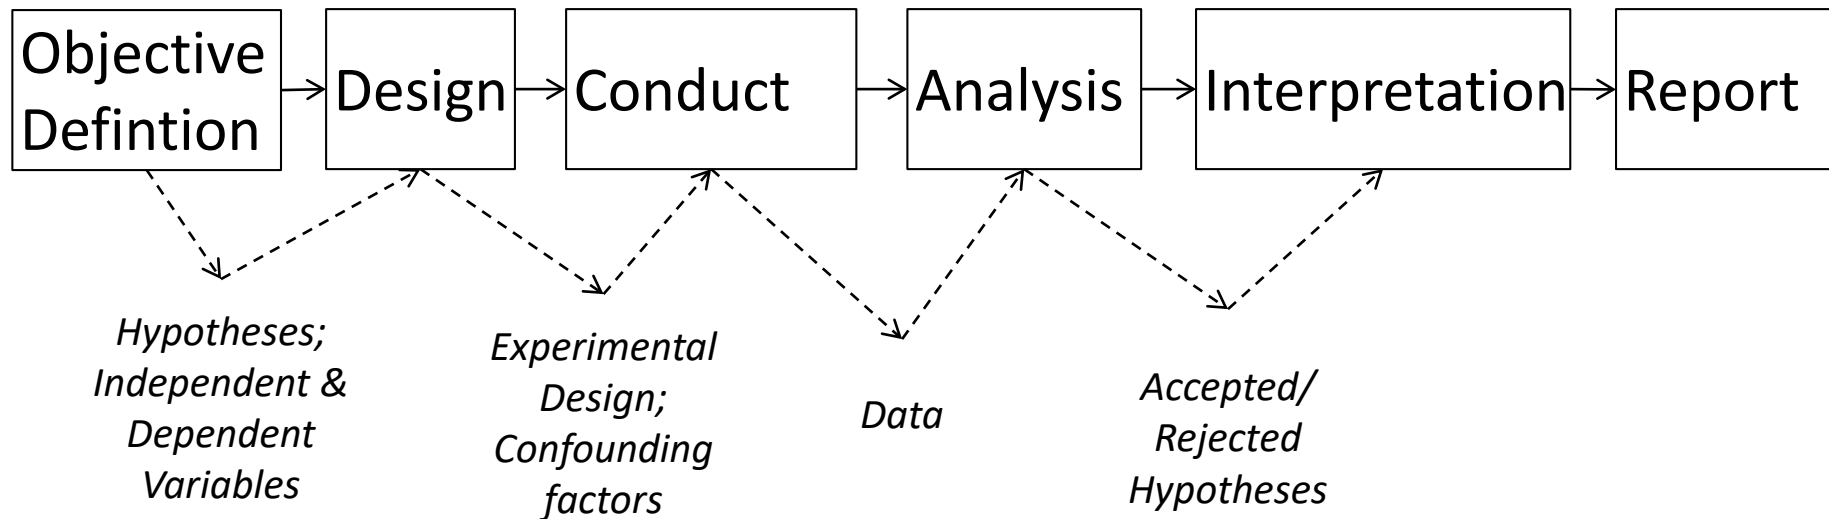 Objective
Defintion
Design
Conduct
Analysis
Interpretation
Report
Hypotheses;
Independent &
Dependent
Variables
Experimental
Design;
Confounding
factors
Data
Accepted/
Rejected
Hypotheses